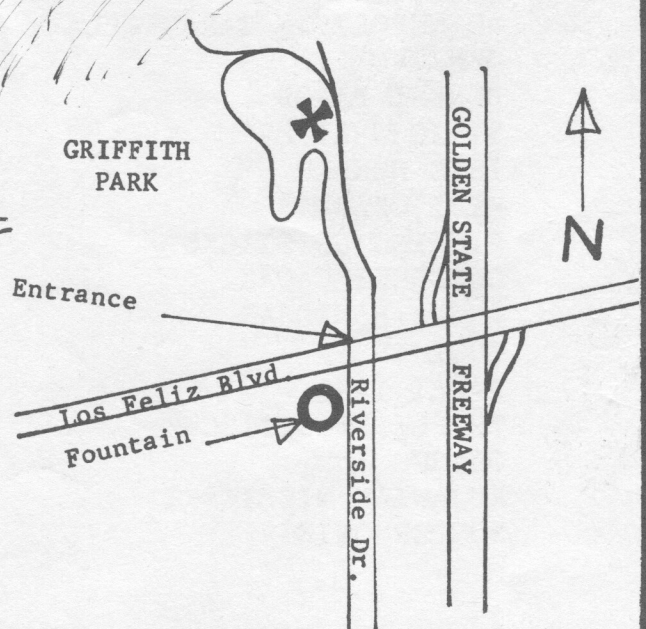 GRIFFITH
PARK
GOLDEN STATE FREEWAY
N
Entrance
Los Feliz Blvd.
Fountain
Riverside Dr.